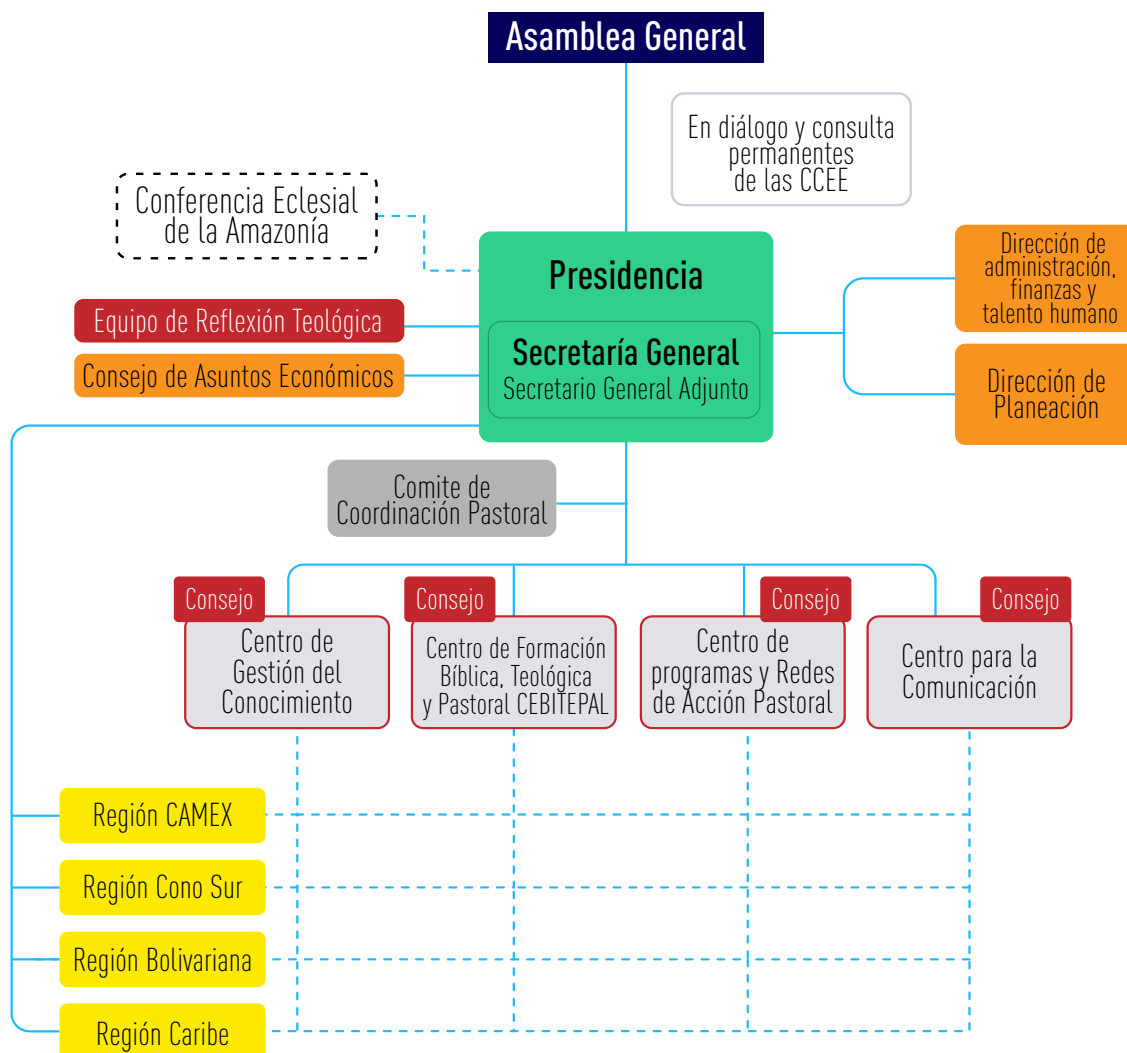 Asamblea General
En diálogo y consulta
permanentes
de las CCEE
Conferencia Eclesial
de la Amazonía
Presidencia
Secretaría General
Secretario General Adjunto
Equipo de Reflexión Teológica
Consejo de Asuntos Económicos
Dirección de
administración,
finanzas y
talento humano
Dirección de
Planeación
Comite de
Coordinación Pastoral
Consejo
Centro de
Gestión del
Conocimiento
Consejo
Centro de Formación
Bíblica, Teológica
y Pastoral CEBITEPAL
Consejo
Centro de
programas y Redes
de Acción Pastoral
Consejo
Centro para la
Comunicación
Región CAMEX
Región Cono Sur
Región Bolivariana
Región Caribe